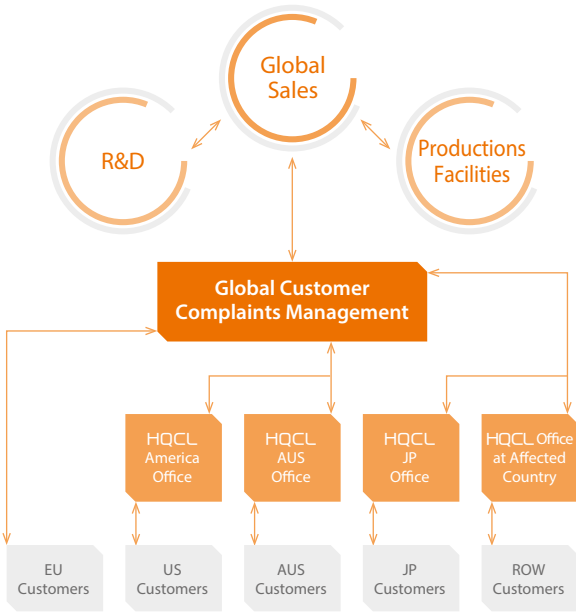 Global
Sales
R&D
Productions
Facilities
Global Customer
Complaints Management
HQCL
America
Office
HQCL
AUS
Office
HQCL
JP
Office
HQCL Office
at Affected
Country
EU
Customers
US
Customers
AUS
Customers
JP
Customers
ROW
Customers